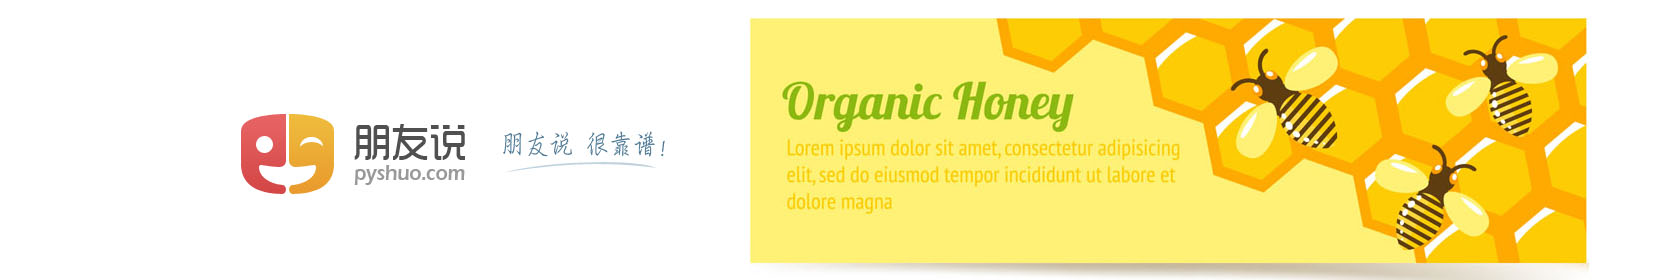 朋友说
pyshuo.com
朋友说 很靠谱!
Organic Honey
Lorem ipsum dolor sit amet, consectetur adipisicing
elit, sed do eiusmod tempor incididunt ut labore et
dolore magna